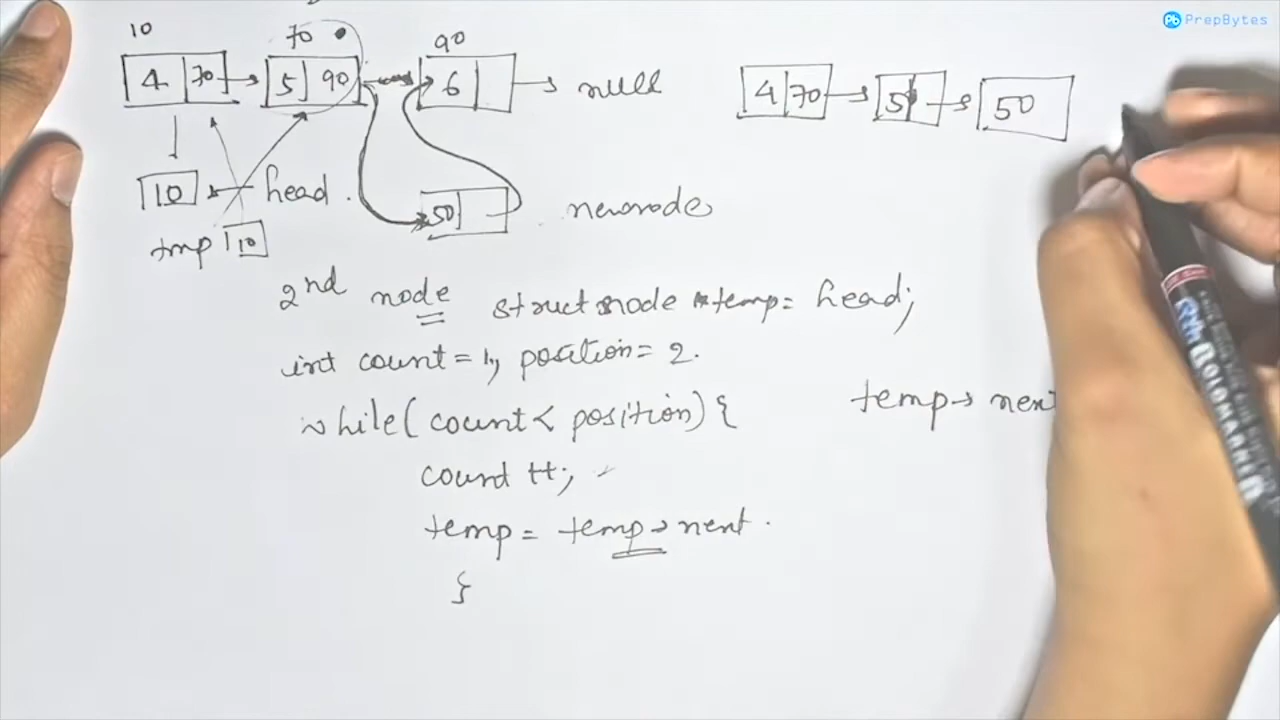 PrepBytes
10 70 90
4 70 → 5 90 → 6 → null
4 70 → 5 → 50
10 ← head.
50 newnode
tmp 10
2nd node struct node *temp = head;
int count = 1, position = 2.
while( count < position) {
temp → next
count ++;
temp = temp → next.
}